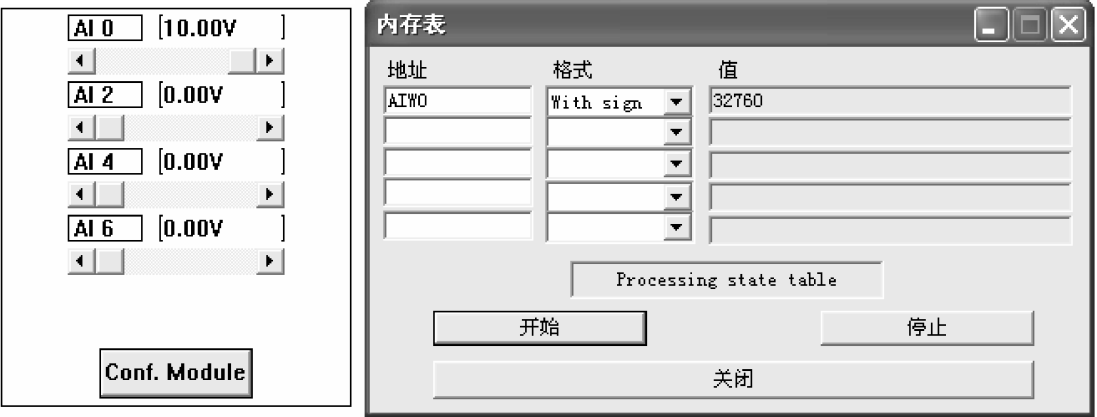 AI 0 [10.00V ]
AI 2 [0.00V ]
AI 4 [0.00V ]
AI 6 [0.00V ]
Conf. Module
内存表
地址 格式 值
AIW0 With sign 32760
Processing state table
开始 停止
关闭